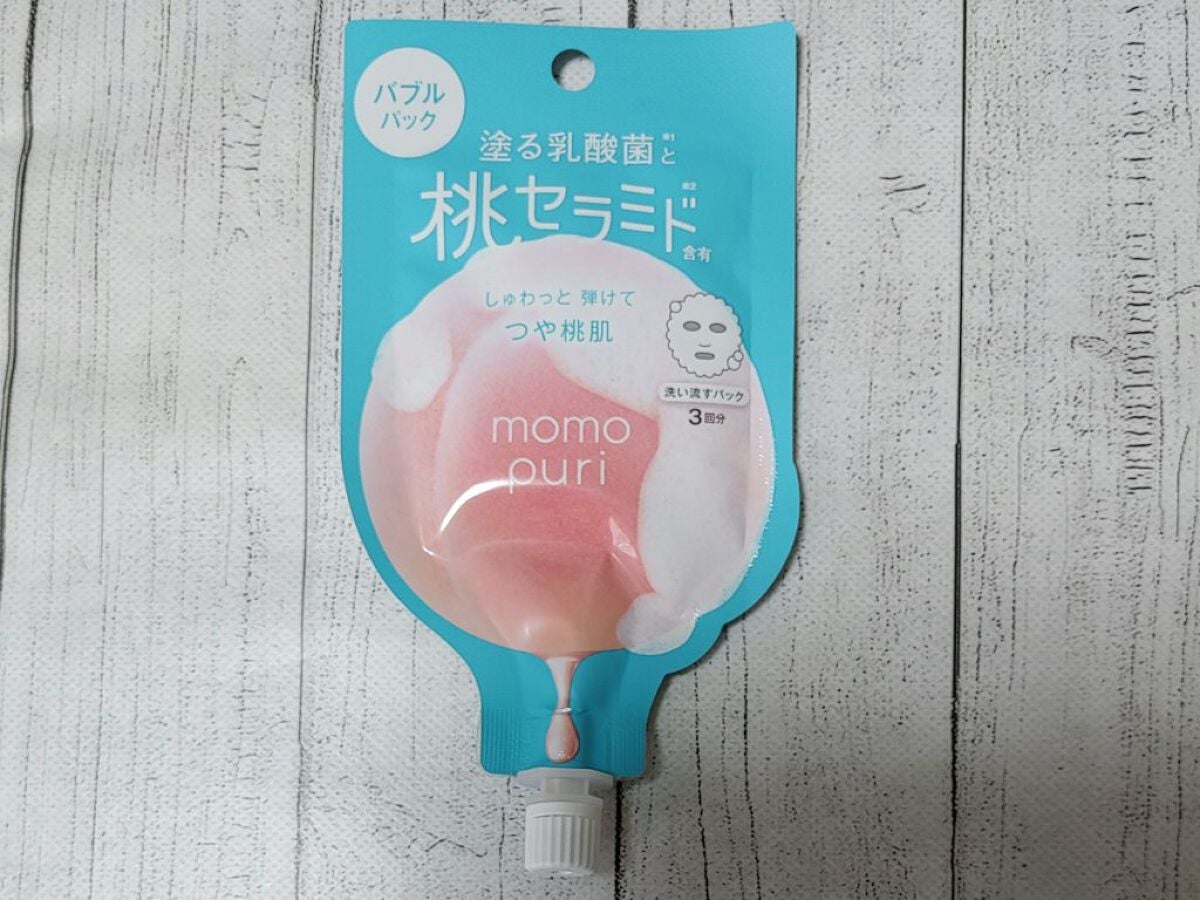 バブル
パック
塗る乳酸菌※1と
桃セラミド※2含有
しゅわっと 弾けて
つや桃肌
洗い流すパック
3回分
momo
puri